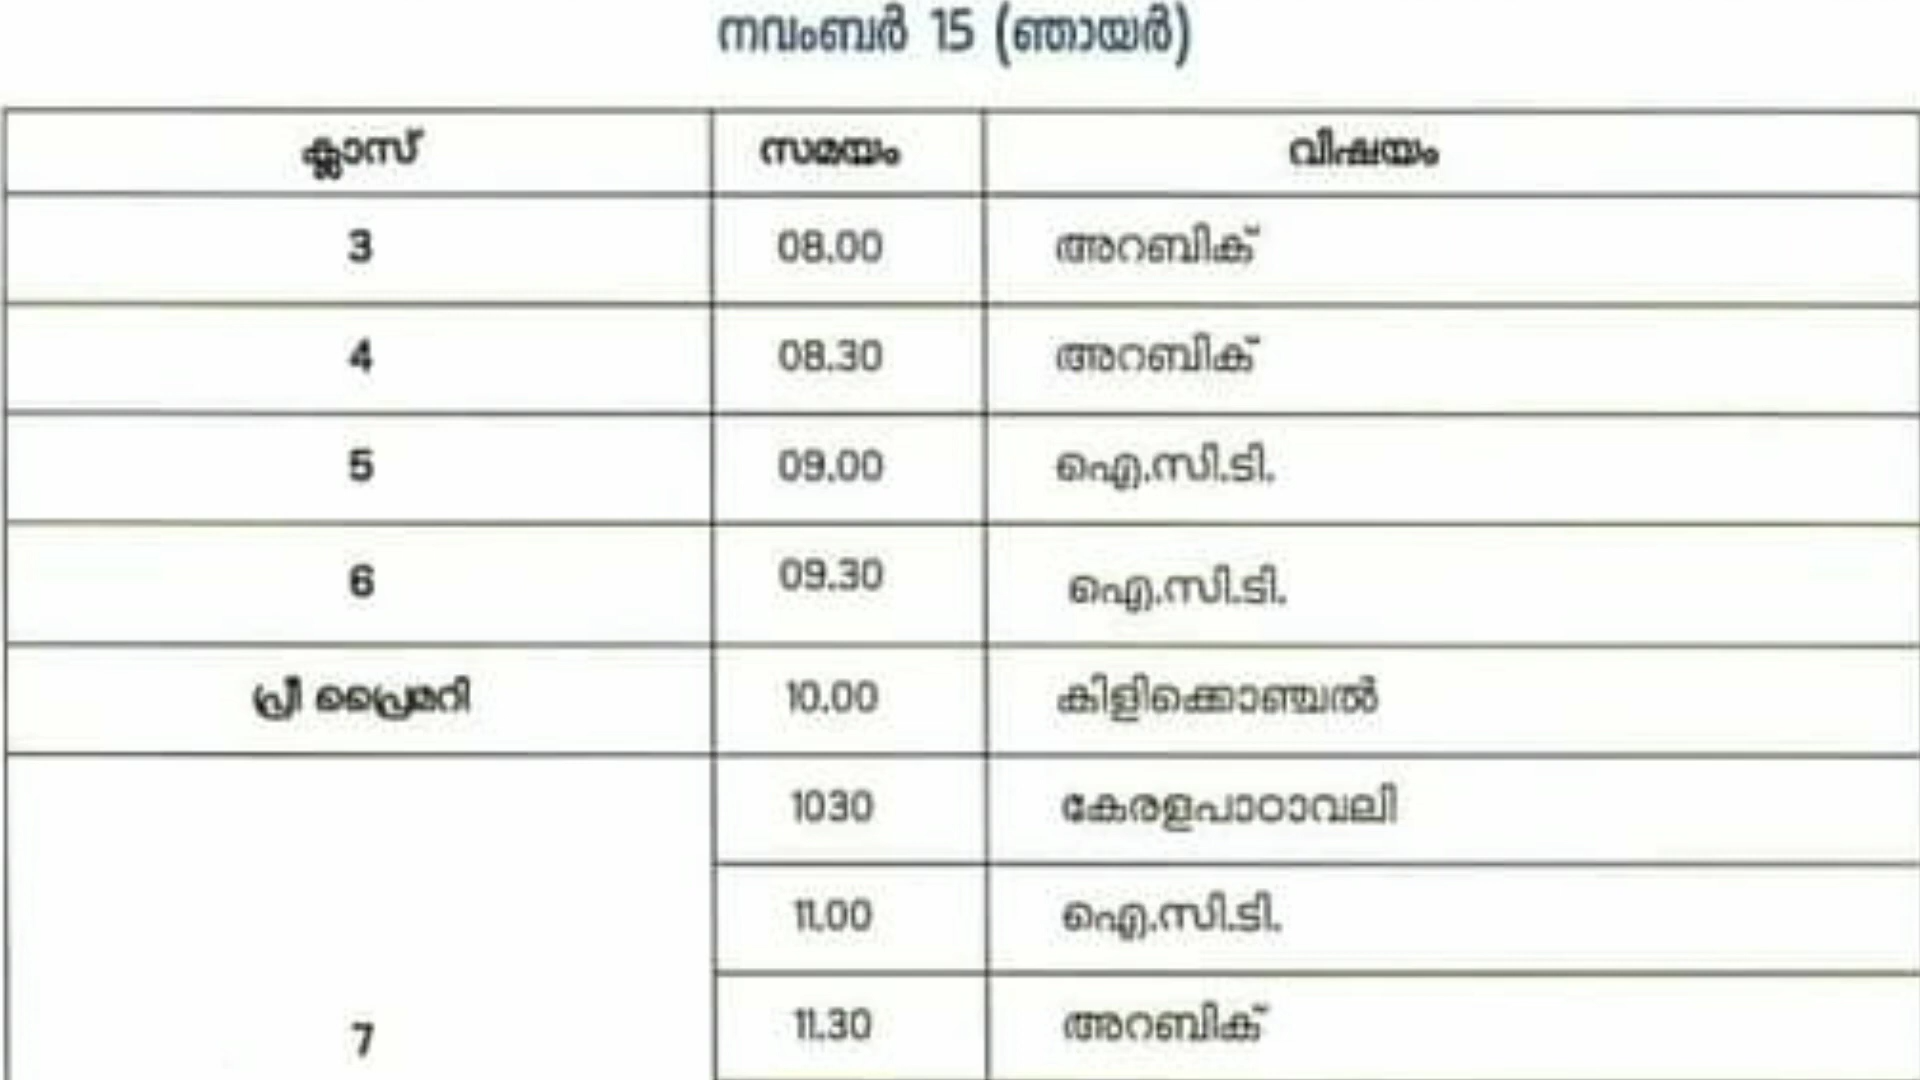 നവംബർ 15 (ഞായർ)
ക്ലാസ് സമയം വിഷയം
3 08.00 അറബിക്
4 08.30 അറബിക്
5 09.00 ഐ.സി.ടി.
6 09.30 ഐ.സി.ടി.
പ്രീ പ്രൈമറി 10.00 കിളിക്കൊഞ്ചൽ
1030 കേരളപാഠാവലി
11.00 ഐ.സി.ടി.
7 11.30 അറബിക്